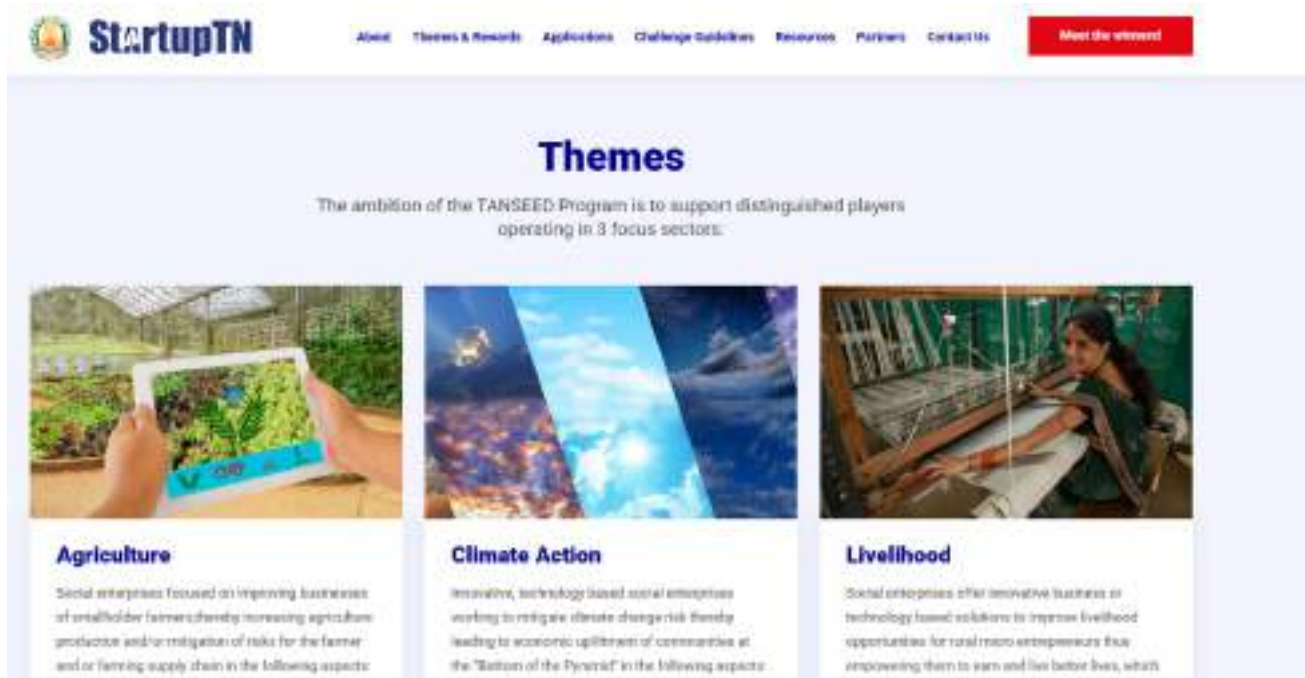 StartupTN
About Themes & Rewards Applications Challenge Guidelines Resources Partners Contact Us Meet the winners!
Themes
The ambition of the TANSEED Program is to support distinguished players
operating in 3 focus sectors:
Agriculture
Social enterprises focused on improving businesses
of smallholder farmers,thereby increasing agriculture
production and/or mitigation of risks for the farmer
and or farming supply chain in the following aspects:
Climate Action
Innovative, technology based social enterprises
working to mitigate climate change risk thereby
leading to economic upliftment of communities at
the "Bottom of the Pyramid" in the following aspects
Livelihood
Social enterprises offer innovative business or
technology based solutions to improve livelihood
opportunities for rural micro entrepreneurs thus
empowering them to earn and live better lives, which